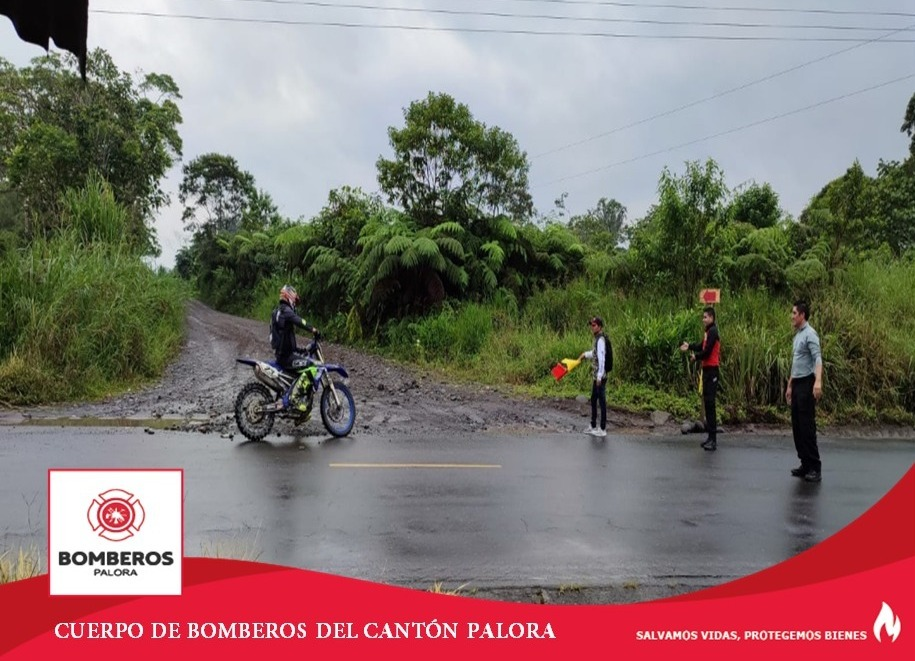 BOMBEROS
PALORA
CUERPO DE BOMBEROS DEL CANTÓN PALORA
SALVAMOS VIDAS, PROTEGEMOS BIENES